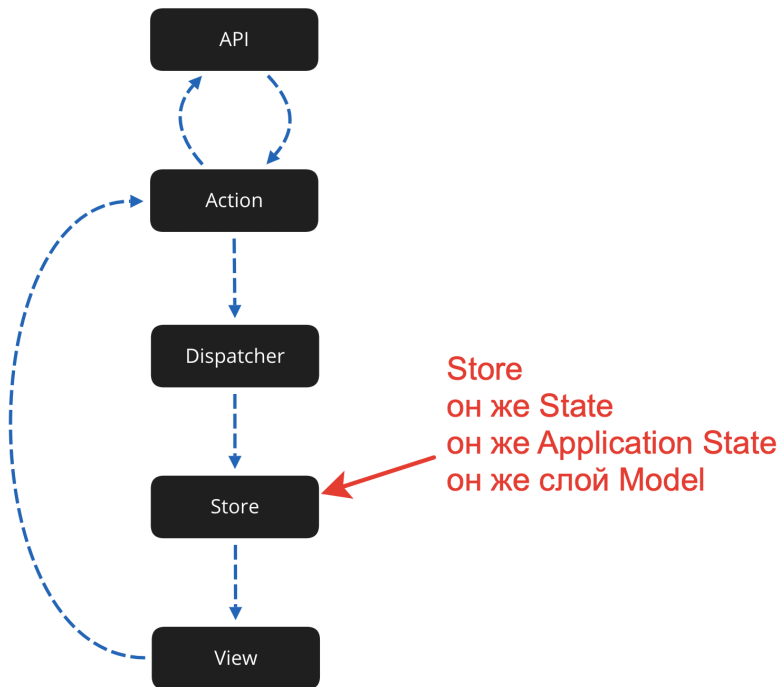 API
Action
Dispatcher
Store
он же State
он же Application State
он же слой Model
Store
View